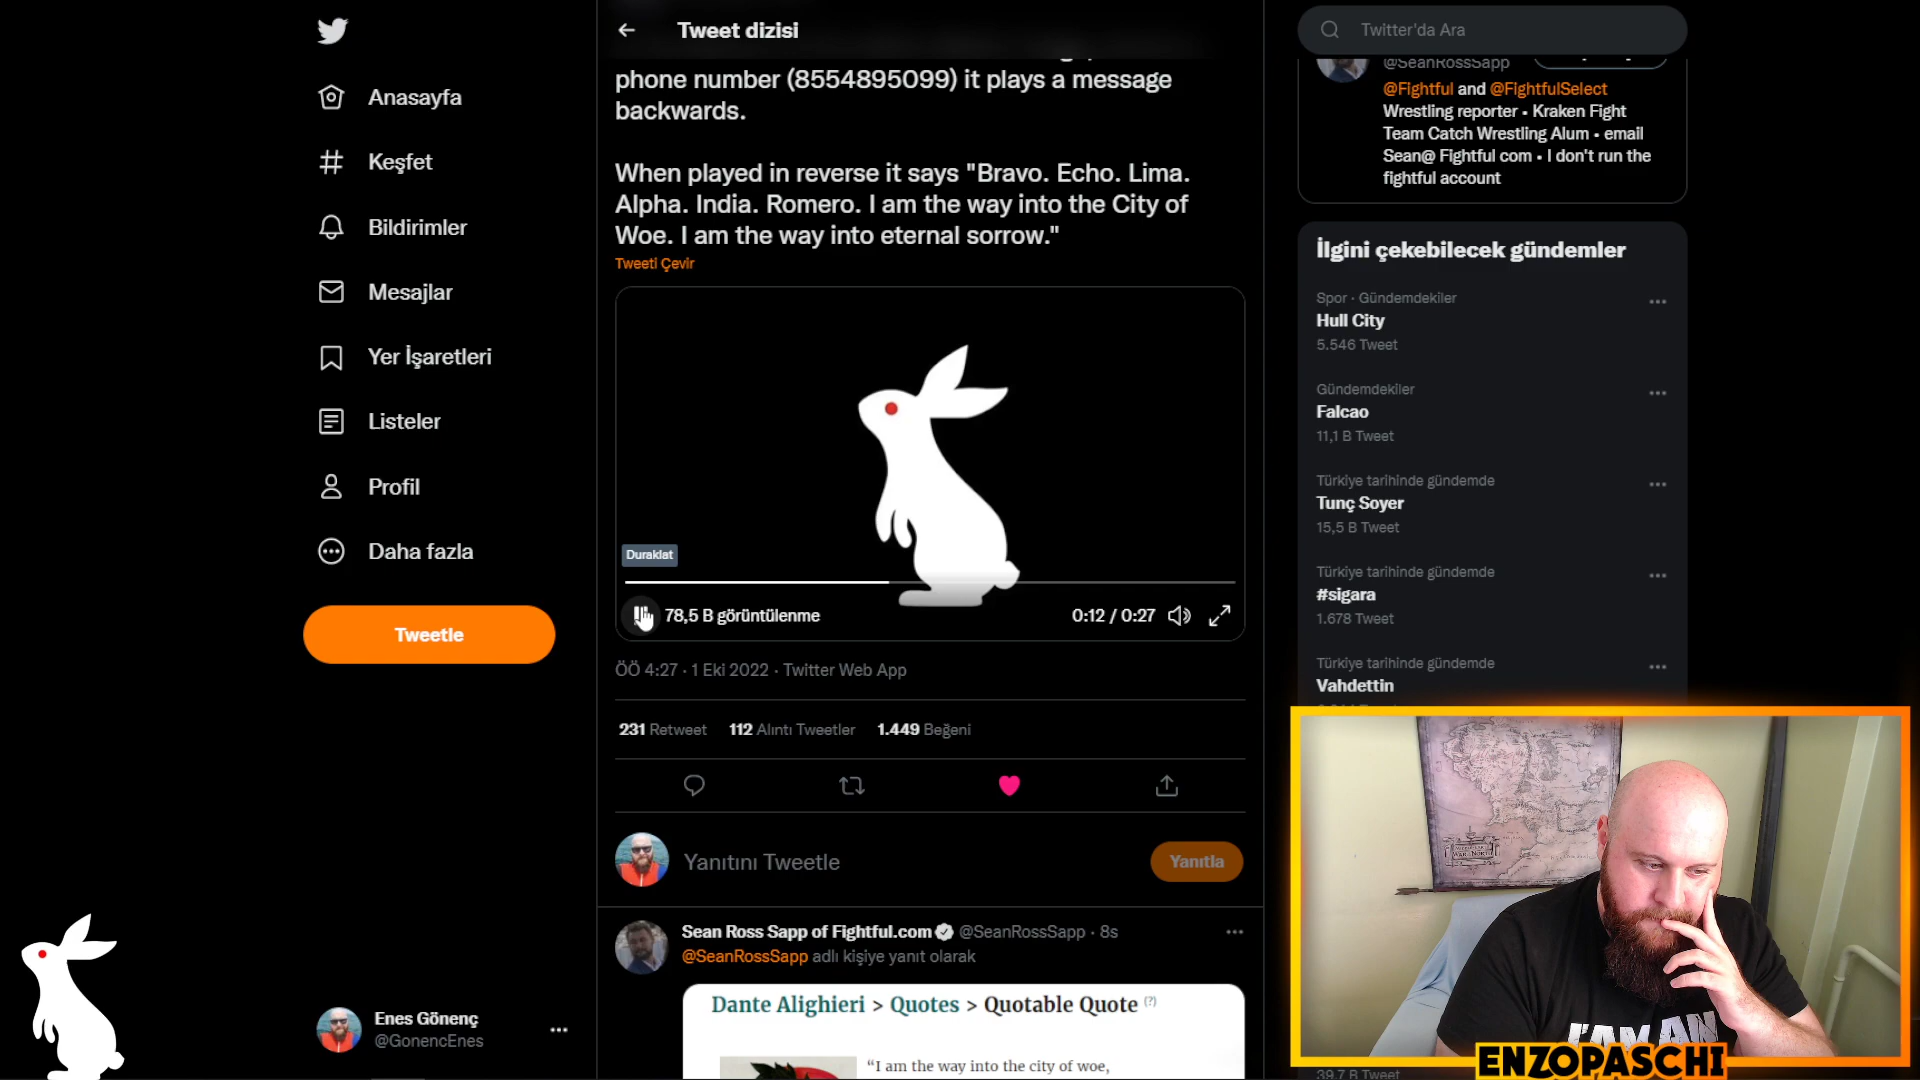 Anasayfa
Keşfet
Bildirimler
Mesajlar
Yer İşaretleri
Listeler
Profil
Daha fazla
Tweetle
Enes Gönenç
@GonencEnes
Tweet dizisi
phone number (8554895099) it plays a message
backwards.
When played in reverse it says "Bravo. Echo. Lima.
Alpha. India. Romero. I am the way into the City of
Woe. I am the way into eternal sorrow."
Tweeti Çevir
Duraklat
78,5 B görüntülenme
0:12 / 0:27
ÖÖ 4:27 · 1 Eki 2022 · Twitter Web App
231 Retweet 112 Alıntı Tweetler 1.449 Beğeni
Yanıtını Tweetle
Yanıtla
Sean Ross Sapp of Fightful.com @SeanRossSapp · 8s
@SeanRossSapp adlı kişiye yanıt olarak
Dante Alighieri > Quotes > Quotable Quote (?)
“I am the way into the city of woe,
Twitter'da Ara
@SeanRossSapp
@Fightful and @FightfulSelect
Wrestling reporter • Kraken Fight
Team Catch Wrestling Alum • email
Sean@ Fightful com • I don't run the
fightful account
İlgini çekebilecek gündemler
Spor · Gündemdekiler
Hull City
5.546 Tweet
Gündemdekiler
Falcao
11,1 B Tweet
Türkiye tarihinde gündemde
Tunç Soyer
15,5 B Tweet
Türkiye tarihinde gündemde
#sigara
1.678 Tweet
Türkiye tarihinde gündemde
Vahdettin
I'M AN
ENZOPASCHI
39,7 B Tweet